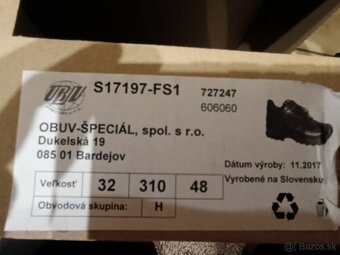 UBV
S17197-FS1
727247
606060
OBUV-ŠPECIÁL, spol. s r.o.
Dukelská 19
085 01 Bardejov
Dátum výroby: 11.2017
Vyrobené na Slovensku
Veľkosť 32 310 48
Obvodová skupina: H
Bazos.sk